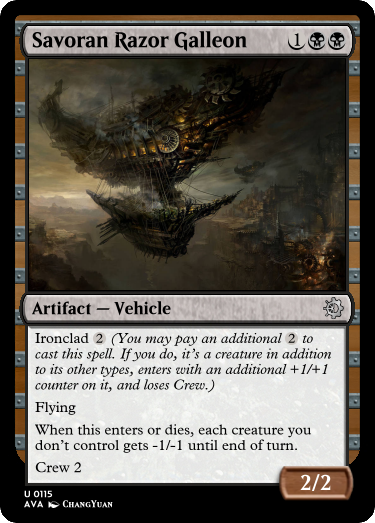 Savoran Razor Galleon 1
Artifact — Vehicle
Ironclad 2 (You may pay an additional 2 to
cast this spell. If you do, it's a creature in addition
to its other types, enters with an additional +1/+1
counter on it, and loses Crew.)
Flying
When this enters or dies, each creature you
don't control gets -1/-1 until end of turn.
Crew 2
2/2
U 0115
AVA ChangYuan